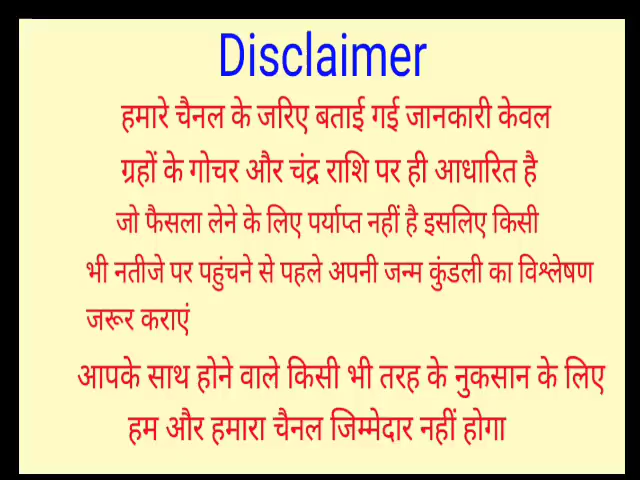 Disclaimer
हमारे चैनल के जरिए बताई गई जानकारी केवल
ग्रहों के गोचर और चंद्र राशि पर ही आधारित है
जो फैसला लेने के लिए पर्याप्त नहीं है इसलिए किसी
भी नतीजे पर पहुंचने से पहले अपनी जन्म कुंडली का विश्लेषण
जरूर कराएं
आपके साथ होने वाले किसी भी तरह के नुकसान के लिए
हम और हमारा चैनल जिम्मेदार नहीं होगा